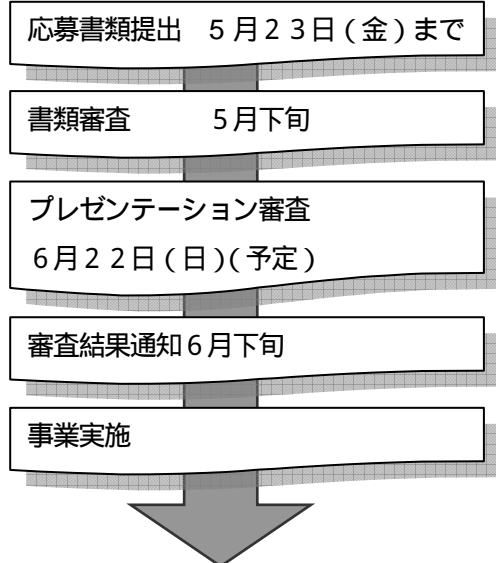 応募書類提出　５月２３日（金）まで
書類審査　　　５月下旬
プレゼンテーション審査
６月２２日（日）（予定）
審査結果通知６月下旬
事業実施